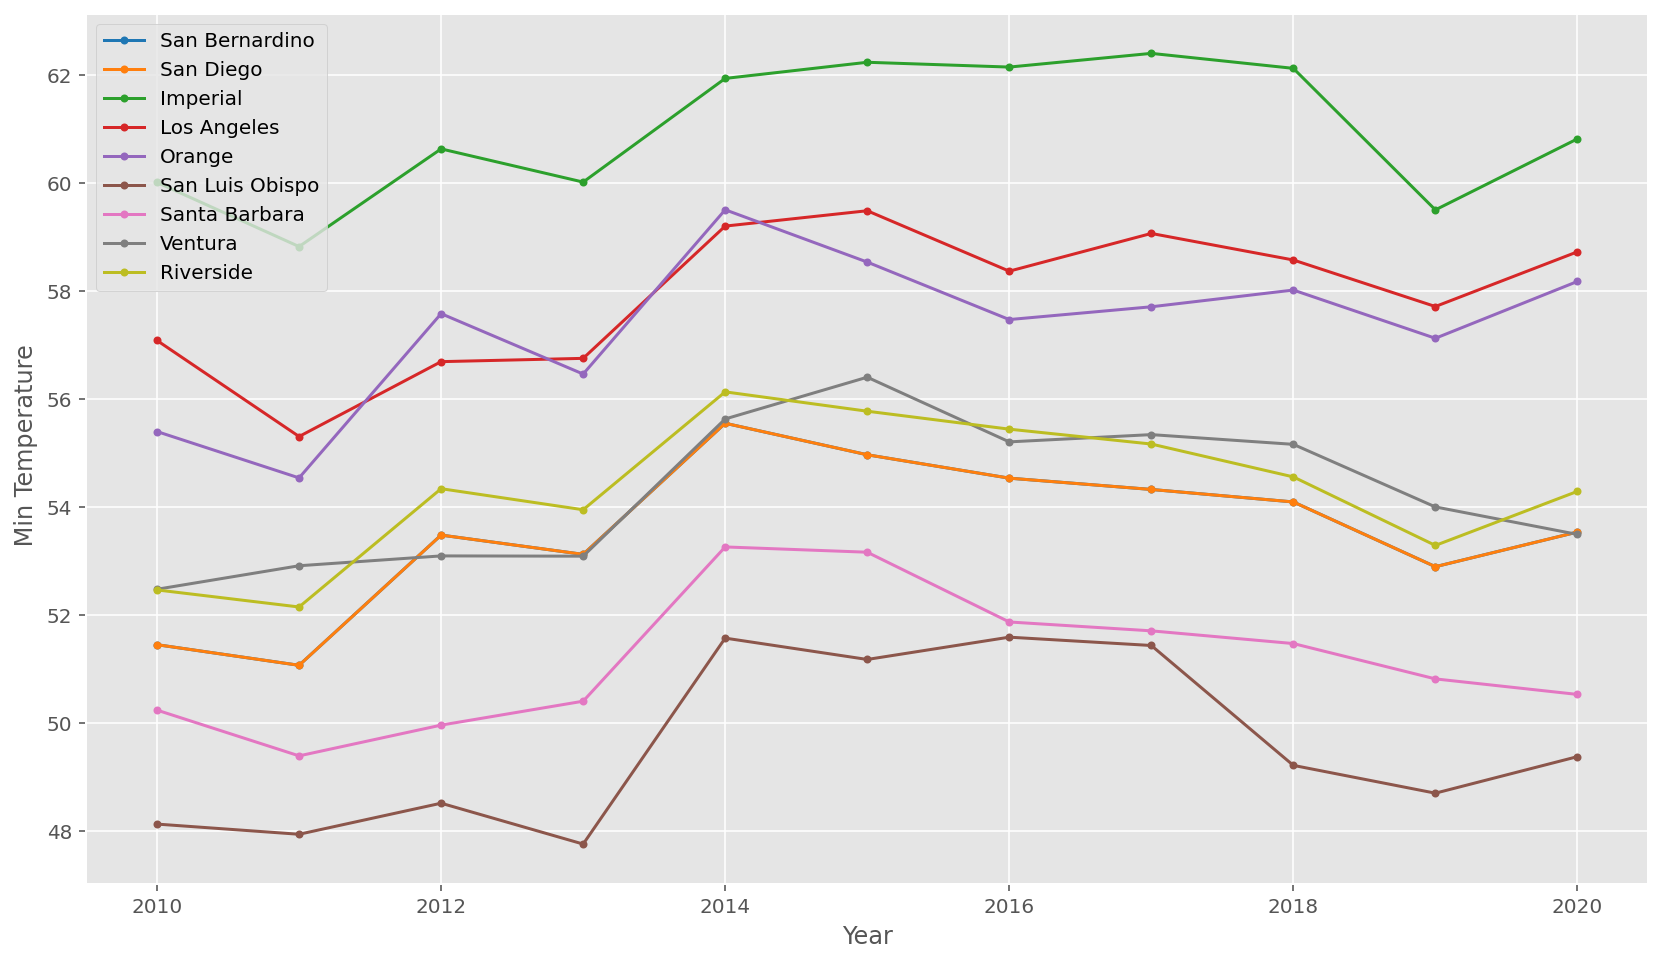 San Bernardino
San Diego
Imperial
Los Angeles
Orange
San Luis Obispo
Santa Barbara
Ventura
Riverside
62
60
58
56
54
52
50
48
Min Temperature
2010 2012 2014 2016 2018 2020
Year